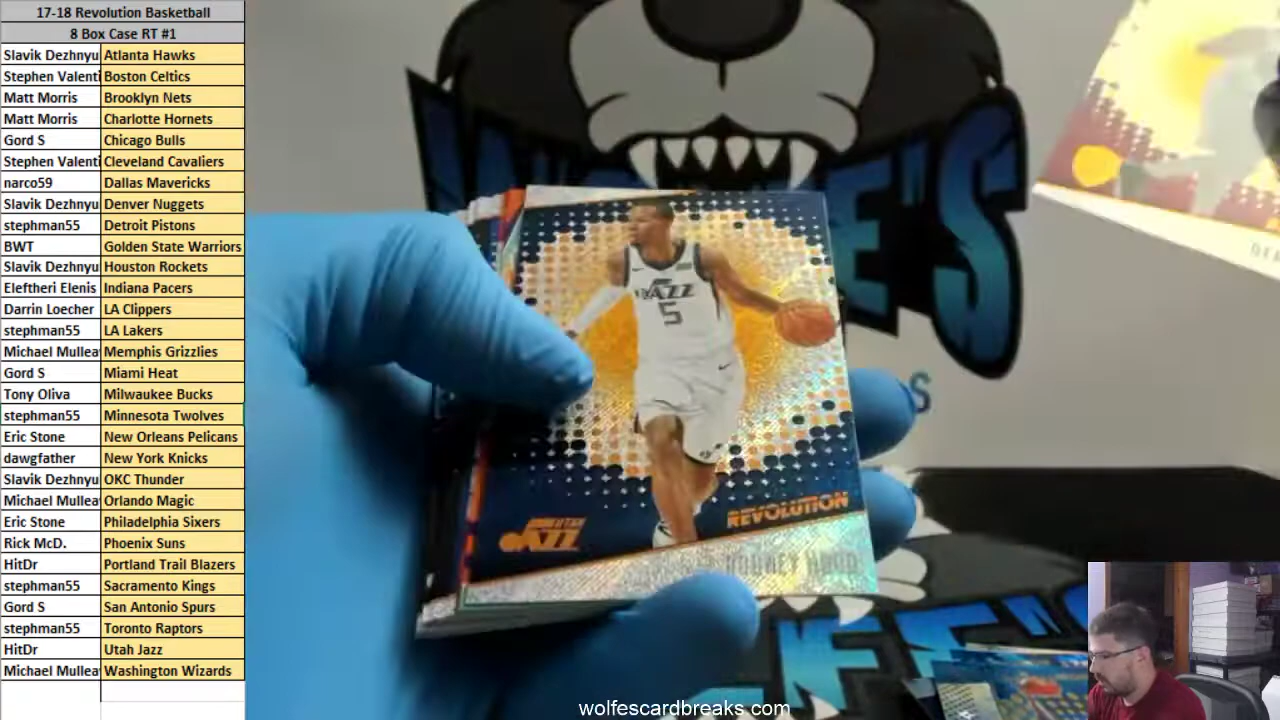 17-18 Revolution Basketball
8 Box Case RT #1
Slavik Dezhnyu Atlanta Hawks
Stephen Valenti Boston Celtics
Matt Morris Brooklyn Nets
Matt Morris Charlotte Hornets
Gord S Chicago Bulls
Stephen Valenti Cleveland Cavaliers
narco59 Dallas Mavericks
Slavik Dezhnyu Denver Nuggets
stephman55 Detroit Pistons
BWT Golden State Warriors
Slavik Dezhnyu Houston Rockets
Eleftheri Elenis Indiana Pacers
Darrin Loecher LA Clippers
stephman55 LA Lakers
Michael Mullea Memphis Grizzlies
Gord S Miami Heat
Tony Oliva Milwaukee Bucks
stephman55 Minnesota Twolves
Eric Stone New Orleans Pelicans
dawgfather New York Knicks
Slavik Dezhnyu OKC Thunder
Michael Mullea Orlando Magic
Eric Stone Philadelphia Sixers
Rick McD. Phoenix Suns
HitDr Portland Trail Blazers
stephman55 Sacramento Kings
Gord S San Antonio Spurs
stephman55 Toronto Raptors
HitDr Utah Jazz
Michael Mullea Washington Wizards
JAZZ
5
REVOLUTION
UTAH
JAZZ
RODNEY HOOD
wolfescardbreaks.com